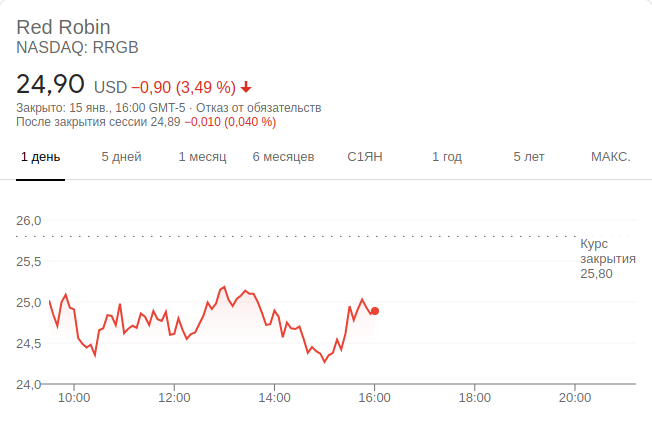 Red Robin
NASDAQ: RRGB
24,90 USD −0,90 (3,49 %)
Закрыто: 15 янв., 16:00 GMT-5 · Отказ от обязательств
После закрытия сессии 24,89 −0,010 (0,040 %)
1 день 5 дней 1 месяц 6 месяцев С1ЯН 1 год 5 лет МАКС.
26,0
Курс
закрытия
25,80
25,5
25,0
24,5
24,0
10:00 12:00 14:00 16:00 18:00 20:00